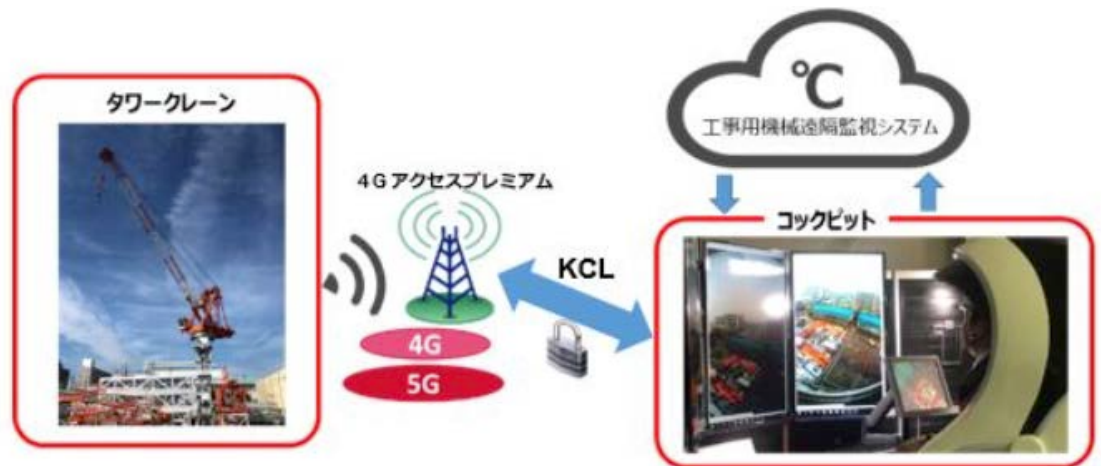 タワークレーン
4Gアクセスプレミアム
4G
5G
KCL
℃
工事用機械遠隔監視システム
コックピット